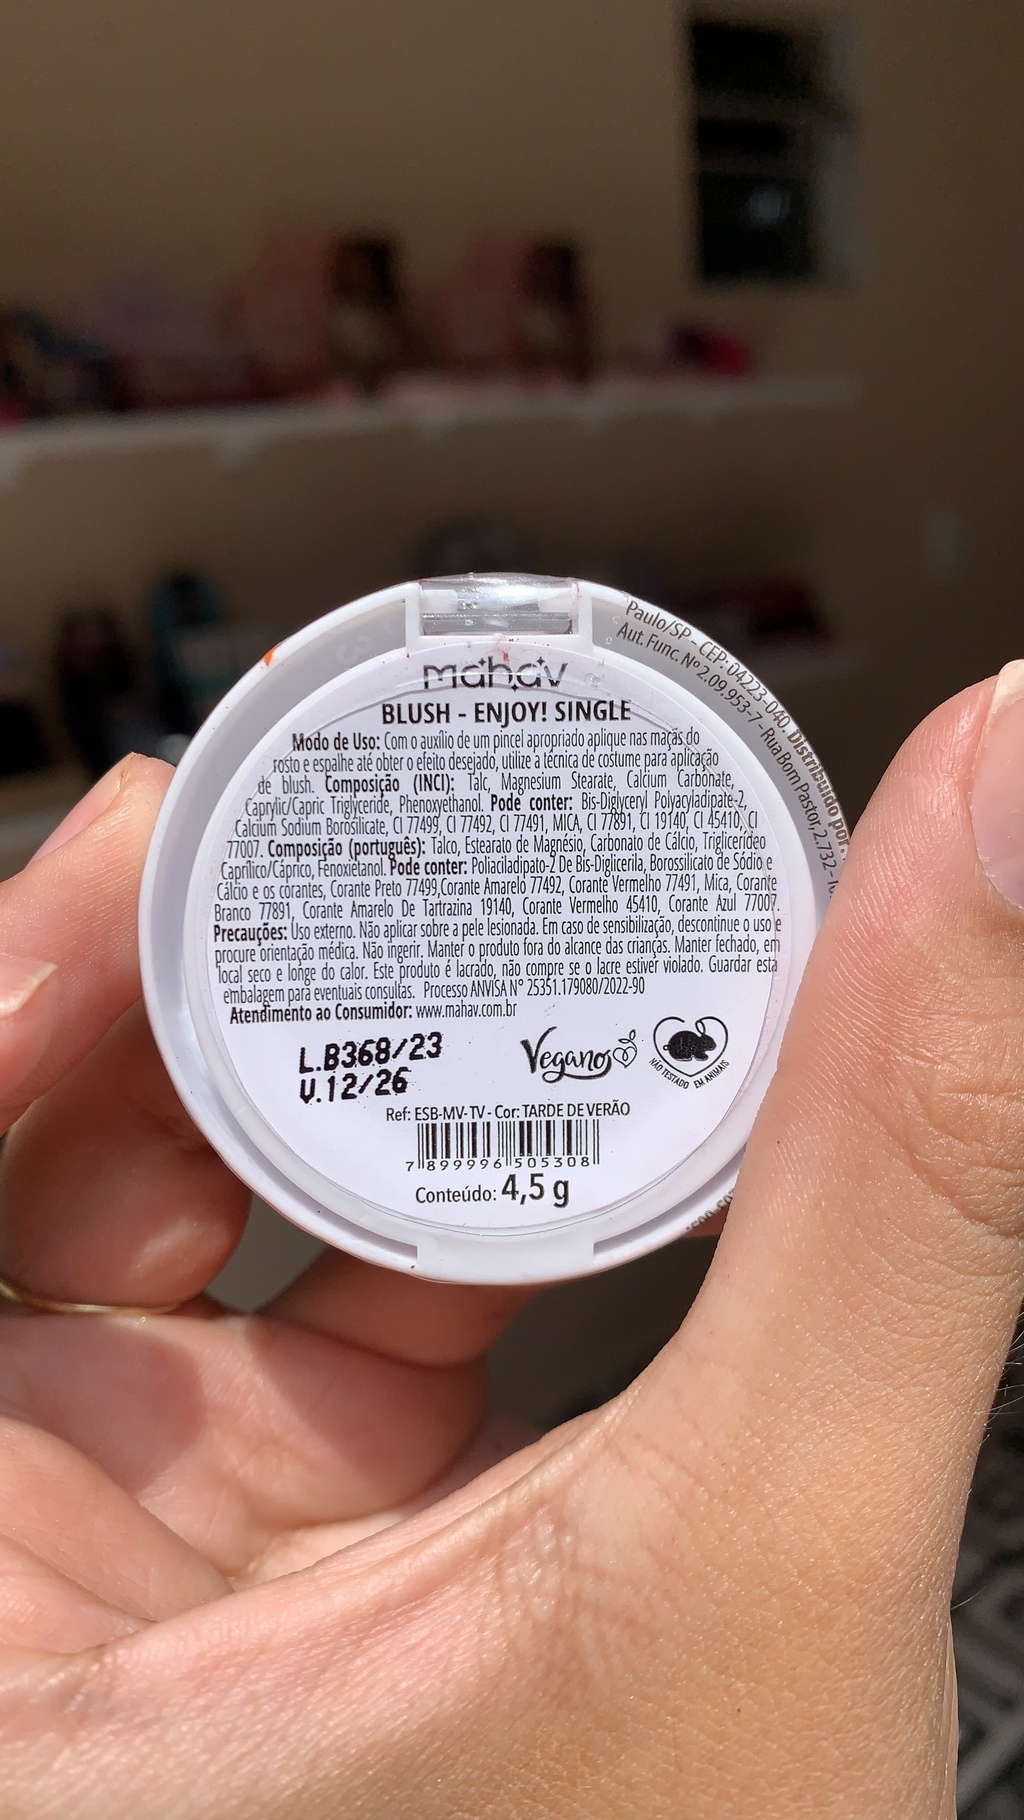 mahav
BLUSH - ENJOY! SINGLE
Modo de Uso: Com o auxílio de um pincel apropriado aplique nas maçãs do
rosto e espalhe até obter o efeito desejado, utilize a técnica de costume para aplicação
de blush. Composição (INCI): Talc, Magnesium Stearate, Calcium Carbonate,
Caprylic/Capric Triglyceride, Phenoxyethanol. Pode conter: Bis-Diglyceryl Polyacyladipate-2,
Calcium Sodium Borosilicate, CI 77499, CI 77492, CI 77491, MICA, CI 77891, CI 19140, CI 45410, CI
77007. Composição (português): Talco, Estearato de Magnésio, Carbonato de Cálcio, Triglicerídeo
Caprílico/Cáprico, Fenoxietanol. Pode conter: Poliaciladipato-2 De Bis-Diglicerila, Borossilicato de Sódio e
Cálcio e os corantes, Corante Preto 77499,Corante Amarelo 77492, Corante Vermelho 77491, Mica, Corante
Branco 77891, Corante Amarelo De Tartrazina 19140, Corante Vermelho 45410, Corante Azul 77007.
Precauções: Uso externo. Não aplicar sobre a pele lesionada. Em caso de sensibilização, descontinue o uso e
procure orientação médica. Não ingerir. Manter o produto fora do alcance das crianças. Manter fechado, em
local seco e longe do calor. Este produto é lacrado, não compre se o lacre estiver violado. Guardar esta
embalagem para eventuais consultas. Processo ANVISA N° 25351.179080/2022-90
Atendimento ao Consumidor: www.mahav.com.br
L.B368/23
V.12/26
Vegano
NÃO TESTADO EM ANIMAIS
Ref: ESB-MV-TV - Cor: TARDE DE VERÃO
7 899996 505308
Conteúdo: 4,5 g
Paulo/SP - CEP: 04223-040. Distribuído por:
Aut. Func. Nº 2.09.953-7 - Rua Bom Pastor, 2.732 -